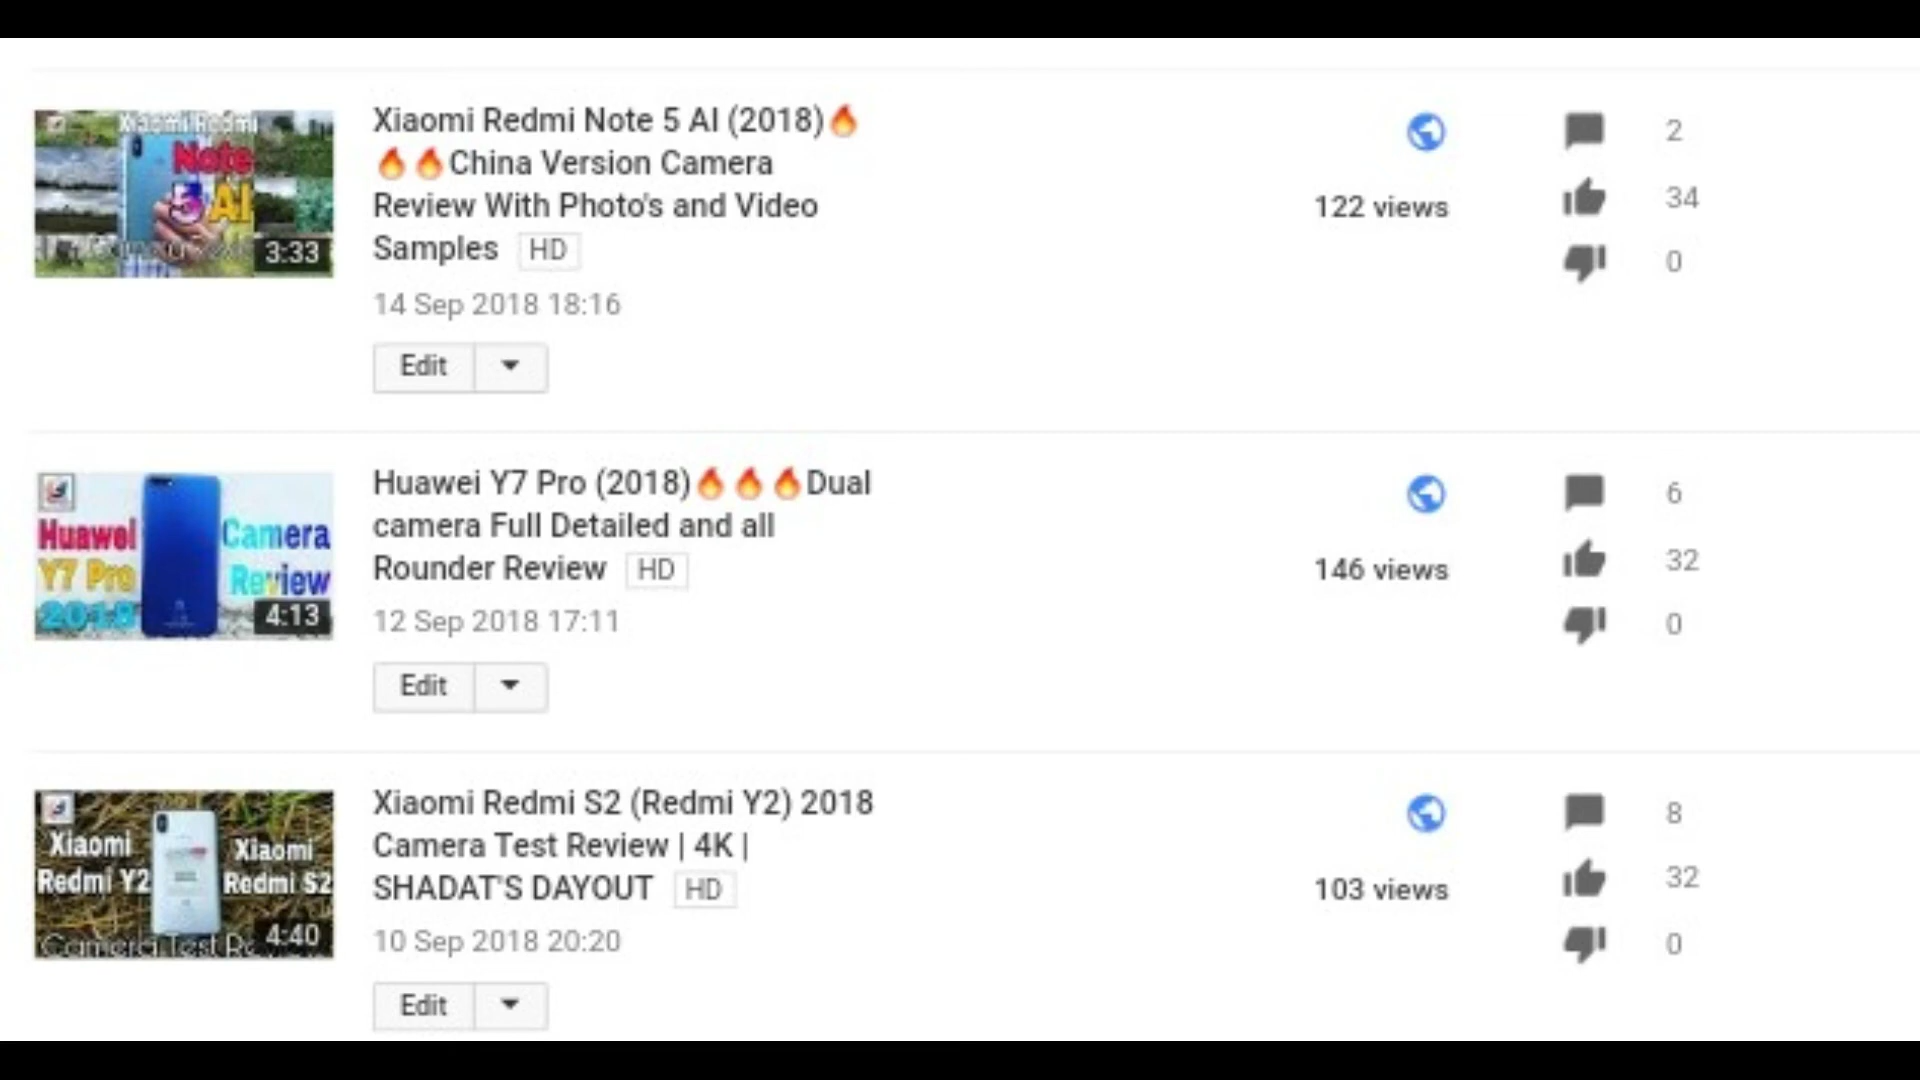 Xiaomi Redmi
Note
5 AI
3:33
Xiaomi Redmi Note 5 AI (2018)🔥
🔥🔥China Version Camera
Review With Photo's and Video
Samples HD
14 Sep 2018 18:16
Edit
122 views
2
34
0
Huawei
Y7 Pro
2018
Camera
Review
4:13
Huawei Y7 Pro (2018)🔥🔥🔥Dual
camera Full Detailed and all
Rounder Review HD
12 Sep 2018 17:11
Edit
146 views
6
32
0
Xiaomi
Redmi Y2
Xiaomi
Redmi S2
Camera Test Re
4:40
Xiaomi Redmi S2 (Redmi Y2) 2018
Camera Test Review | 4K |
SHADAT'S DAYOUT HD
10 Sep 2018 20:20
Edit
103 views
8
32
0